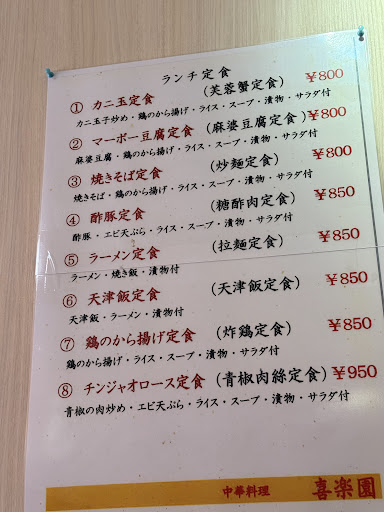 ランチ定食
① カニ玉定食 (芙蓉蟹定食) ￥800
カニ玉子炒め・鶏のから揚げ・ライス・スープ・漬物・サラダ付
② マーボー豆腐定食 (麻婆豆腐定食) ￥800
麻婆豆腐・鶏のから揚げ・ライス・スープ・漬物・サラダ付
③ 焼きそば定食 (炒麺定食) ￥800
焼きそば・鶏のから揚げ・ライス・スープ・漬物・サラダ付
④ 酢豚定食 (糖酢肉定食) ￥850
酢豚・エビ天ぷら・ライス・スープ・漬物・サラダ付
⑤ ラーメン定食 (拉麺定食) ￥850
ラーメン・焼き飯・漬物付
⑥ 天津飯定食 (天津飯定食) ￥850
天津飯・ラーメン・漬物付
⑦ 鶏のから揚げ定食 (炸鶏定食) ￥850
鶏のから揚げ・ライス・スープ・漬物・サラダ付
⑧ チンジャオロース定食 (青椒肉絲定食) ￥950
青椒の肉炒め・エビ天ぷら・ライス・スープ・漬物・サラダ付
中華料理 喜楽園